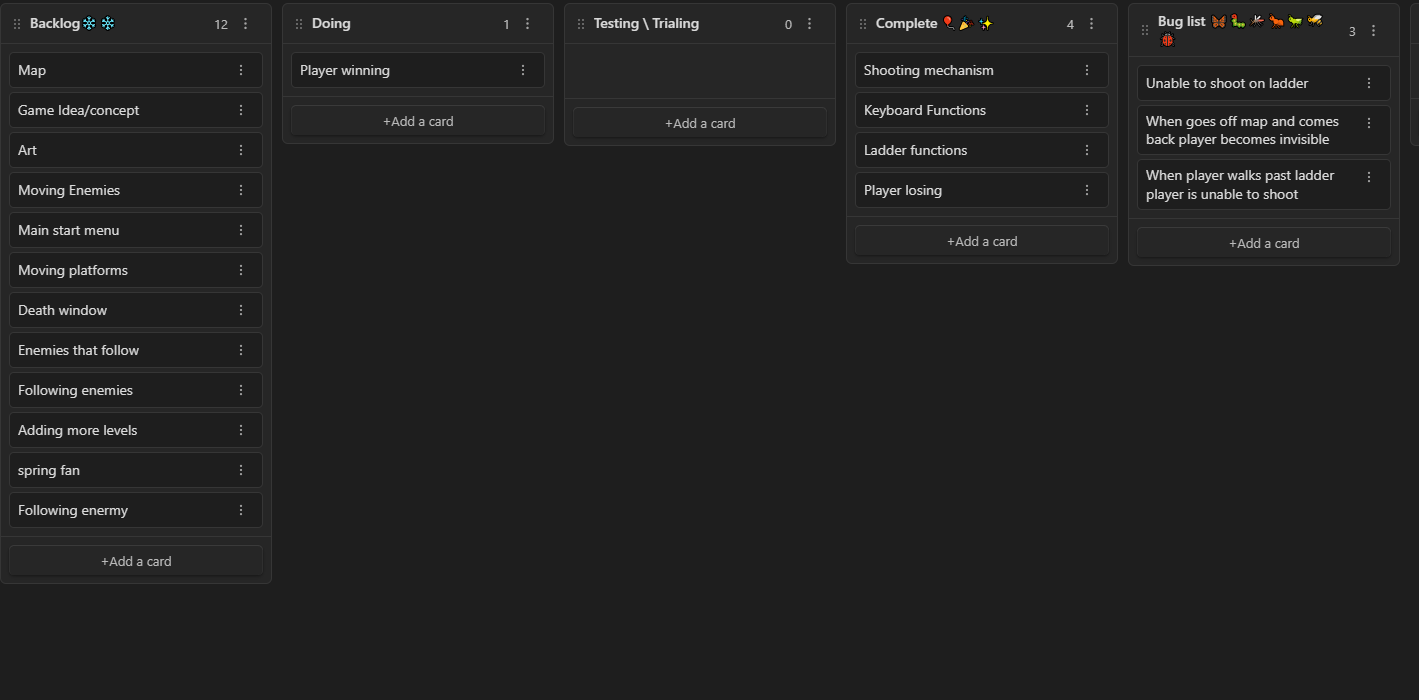 Backlog❄️ ❄️ 12
Map
Game Idea/concept
Art
Moving Enemies
Main start menu
Moving platforms
Death window
Enemies that follow
Following enemies
Adding more levels
spring fan
Following enermy
+Add a card
Doing 1
Player winning
+Add a card
Testing \ Trialing 0
+Add a card
Complete 🎈 🎉 ✨ 4
Shooting mechanism
Keyboard Functions
Ladder functions
Player losing
+Add a card
Bug list 🦋 🐛 🦟 🐜 🦗 🐝 3
🐞
Unable to shoot on ladder
When goes off map and comes
back player becomes invisible
When player walks past ladder
player is unable to shoot
+Add a card